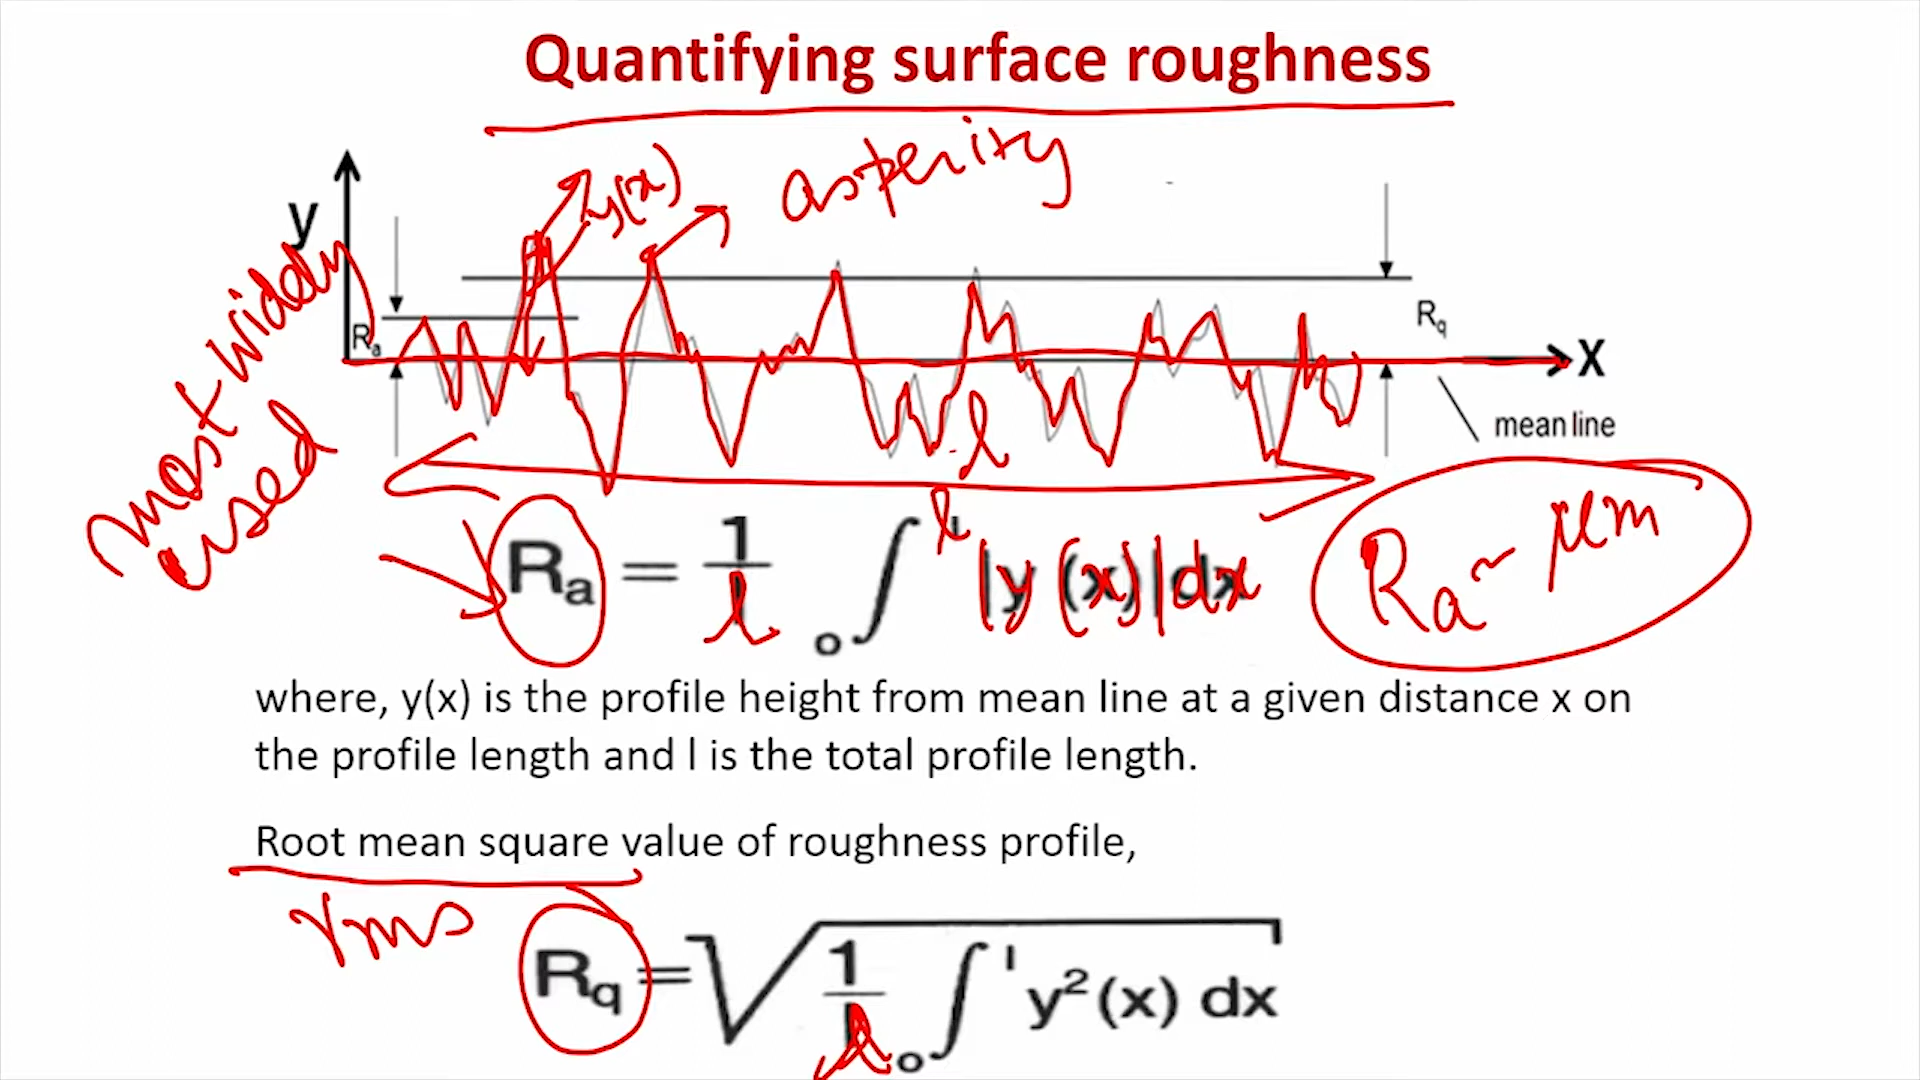 Quantifying surface roughness
y
y(x)
asperity
most widely
used
Ra
Rq
X
mean line
l
Ra = 1/l ∫ₒˡ |y (x)|dx
Ra ~ μm
where, y(x) is the profile height from mean line at a given distance x on
the profile length and l is the total profile length.
Root mean square value of roughness profile,
rms
Rq = √ 1/l ∫ₒˡ y²(x) dx